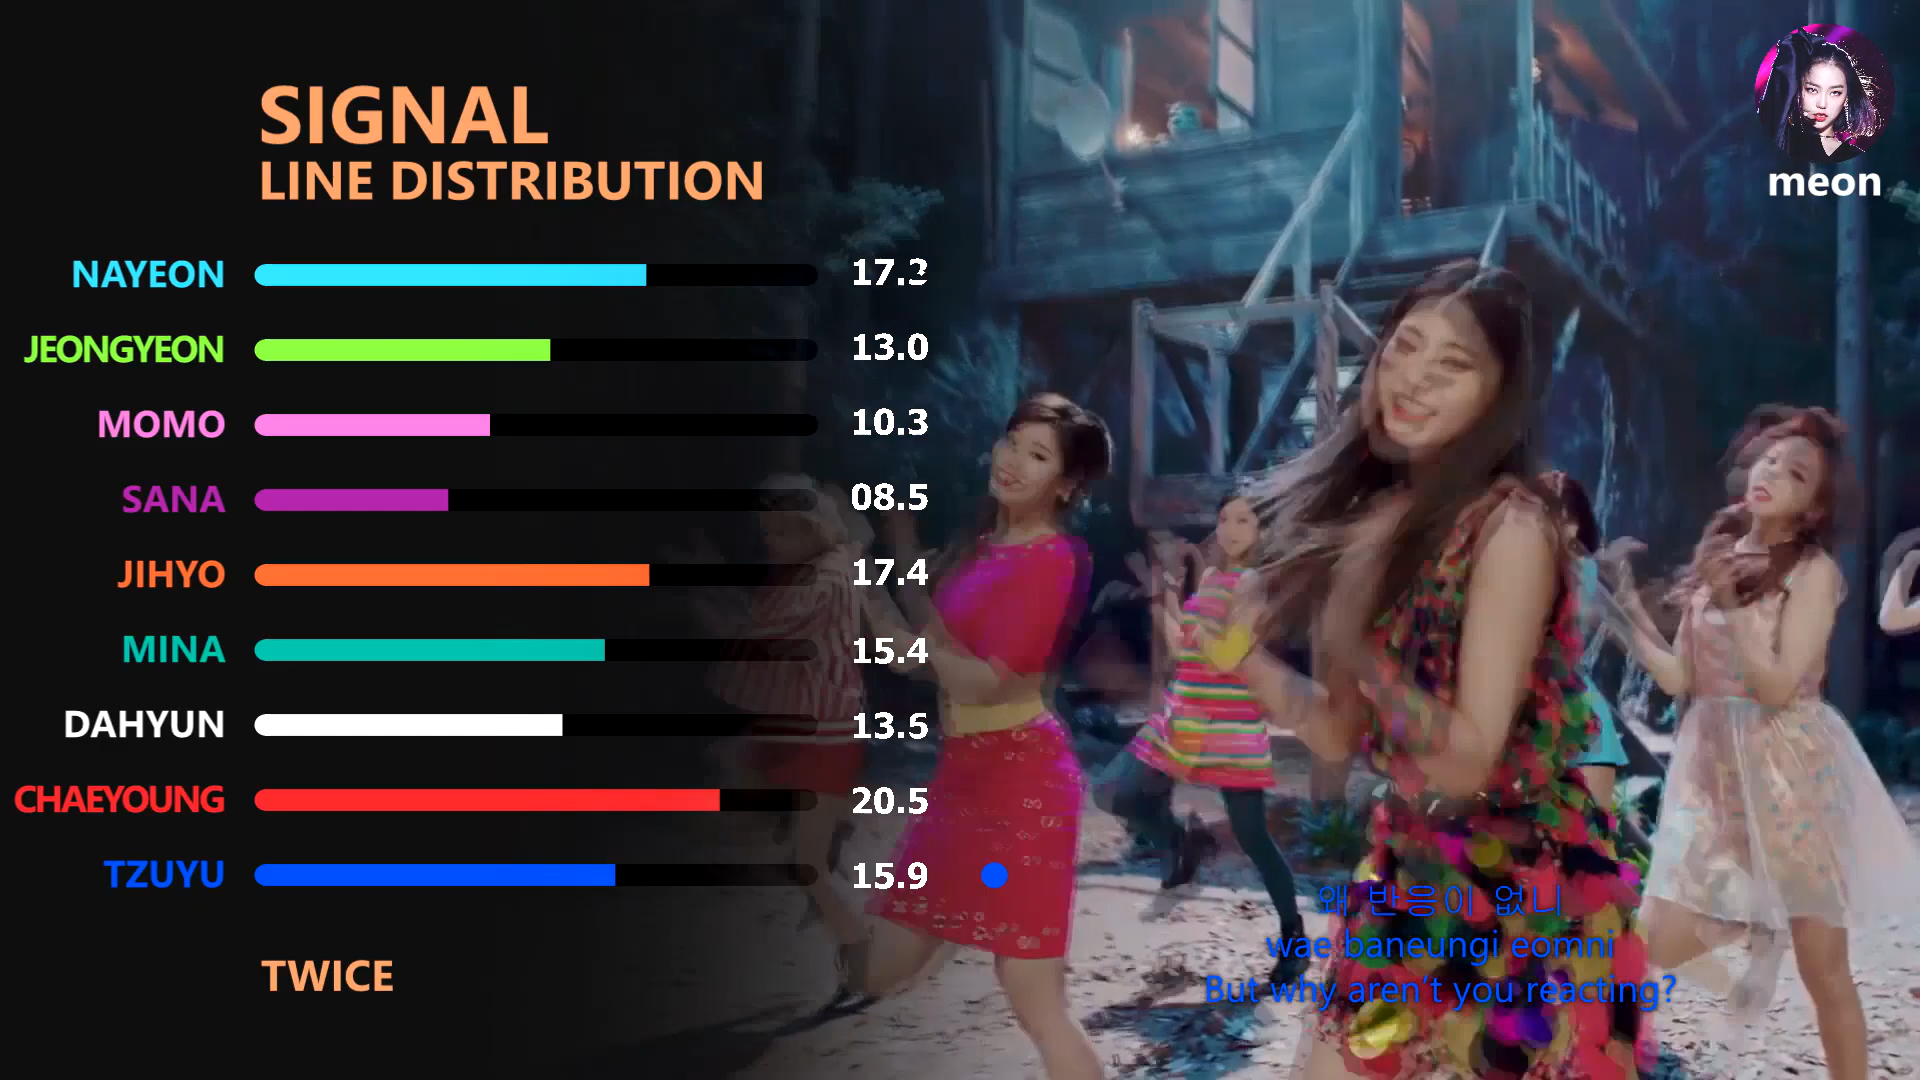 SIGNAL
LINE DISTRIBUTION
meon
NAYEON 17.3
JEONGYEON 13.0
MOMO 10.3
SANA 08.5
JIHYO 17.4
MINA 15.4
DAHYUN 13.5
CHAEYOUNG 20.5
TZUYU 15.9
왜 반응이 없니
wae baneungi eomni
But why aren't you reacting?
TWICE